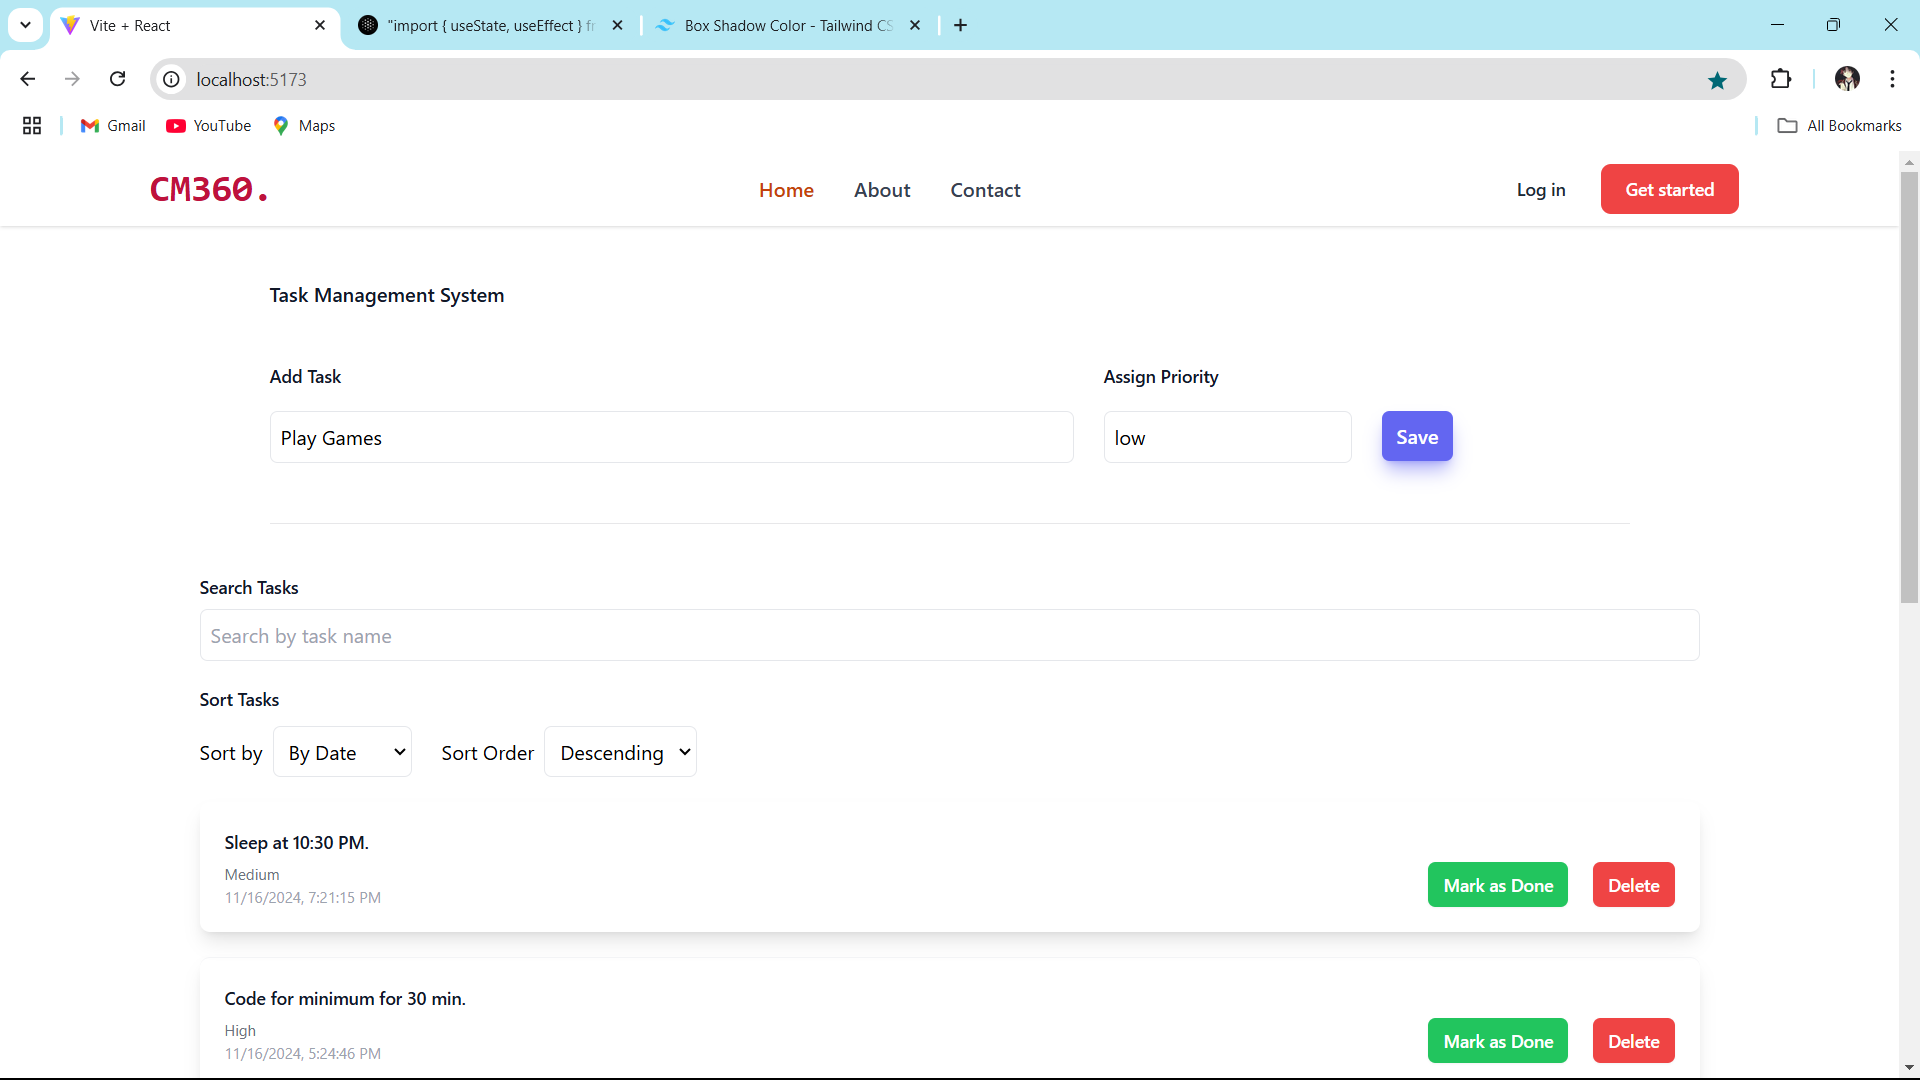 Vite + React
"import { useState, useEffect } fr
Box Shadow Color - Tailwind CS
localhost:5173
Gmail
YouTube
Maps
All Bookmarks
CM360.
Home
About
Contact
Log in
Get started
Task Management System
Add Task
Assign Priority
Play Games
low
Save
Search Tasks
Search by task name
Sort Tasks
Sort by
By Date
Sort Order
Descending
Sleep at 10:30 PM.
Medium
11/16/2024, 7:21:15 PM
Mark as Done
Delete
Code for minimum for 30 min.
High
11/16/2024, 5:24:46 PM
Mark as Done
Delete